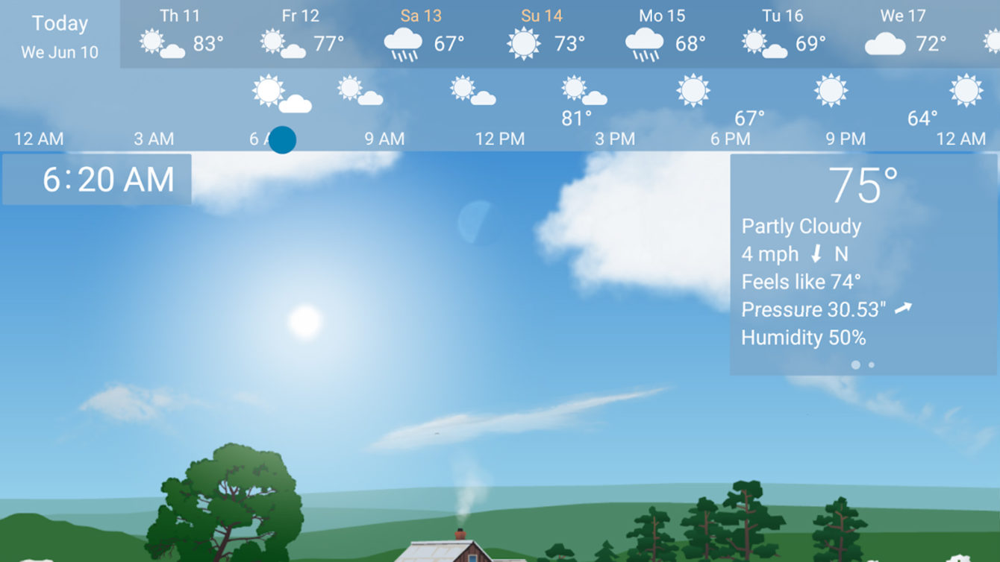 Today
We Jun 10
Th 11
83°
Fr 12
77°
Sa 13
67°
Su 14
73°
Mo 15
68°
Tu 16
69°
We 17
72°
81°
67°
64°
12 AM
3 AM
6 A
9 AM
12 PM
3 PM
6 PM
9 PM
12 AM
6:20 AM
75°
Partly Cloudy
4 mph N
Feels like 74°
Pressure 30.53"
Humidity 50%